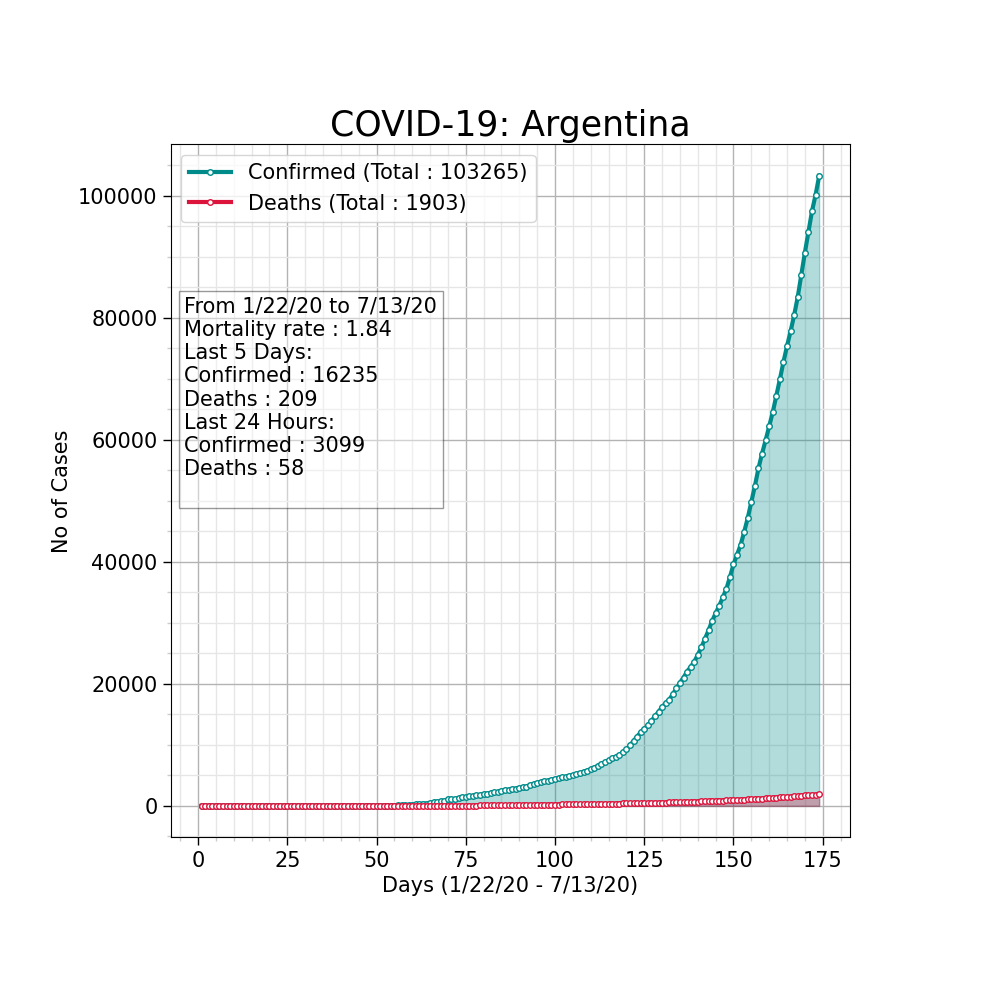 COVID-19: Argentina
Confirmed (Total : 103265)
Deaths (Total : 1903)
From 1/22/20 to 7/13/20
Mortality rate : 1.84
Last 5 Days:
Confirmed : 16235
Deaths : 209
Last 24 Hours:
Confirmed : 3099
Deaths : 58
No of Cases
100000
80000
60000
40000
20000
0
0 25 50 75 100 125 150 175
Days (1/22/20 - 7/13/20)